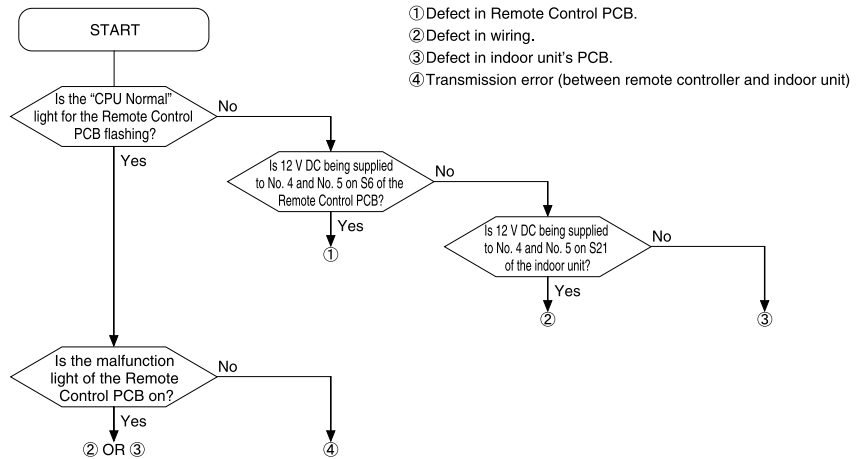 START
①Defect in Remote Control PCB.
②Defect in wiring.
③Defect in indoor unit's PCB.
④Transmission error (between remote controller and indoor unit)
Is the “CPU Normal”
light for the Remote Control
PCB flashing?
No
Yes
Is 12 V DC being supplied
to No. 4 and No. 5 on S6 of the
Remote Control PCB?
No
Yes
①
Is 12 V DC being supplied
to No. 4 and No. 5 on S21
of the indoor unit?
No
Yes
②
③
Is the malfunction
light of the Remote
Control PCB on?
No
Yes
② OR ③
④